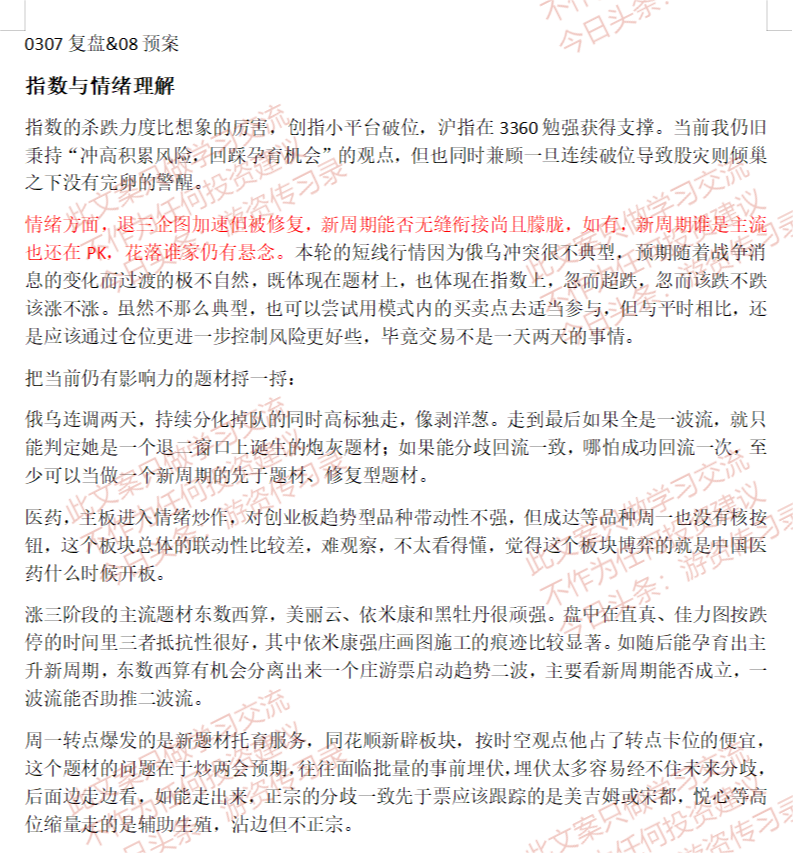 0307 复盘&08 预案
指数与情绪理解
指数的杀跌力度比想象的厉害，创指小平台破位，沪指在 3360 勉强获得支撑。当前我仍旧
秉持“冲高积累风险，回踩孕育机会”的观点，但也同时兼顾一旦连续破位导致股灾则倾巢
之下没有完卵的警醒。
情绪方面，退三企图加速但被修复，新周期能否无缝衔接尚且朦胧，如有，新周期谁是主流
也还在 PK，花落谁家仍有悬念。本轮的短线行情因为俄乌冲突很不典型，预期随着战争消
息的变化而过渡的极不自然，既体现在题材上，也体现在指数上，忽而超跌，忽而该跌不跌
该涨不涨。虽然不那么典型，也可以尝试用模式内的买卖点去适当参与，但与平时相比，还
是应该通过仓位更进一步控制风险更好些，毕竟交易不是一天两天的事情。
把当前仍有影响力的题材捋一捋：
俄乌连调两天，持续分化掉队的同时高标独走，像剥洋葱。走到最后如果全是一波流，就只
能判定她是一个退二窗口上诞生的炮灰题材；如果能分歧回流一致，哪怕成功回流一次，至
少可以当做一个新周期的先于题材、修复型题材。
医药，主板进入情绪炒作，对创业板趋势型品种带动性不强，但成达等品种周一也没有核按
钮，这个板块总体的联动性比较差，难观察，不太看得懂，觉得这个板块博弈的就是中国医
药什么时候开板。
涨三阶段的主流题材东数西算，美丽云、依米康和黑牡丹很顽强。盘中在直真、佳力图按跌
停的时间里三者抵抗性很好，其中依米康强庄画图施工的痕迹比较显著。如随后能孕育出主
升新周期，东数西算有机会分离出来一个庄游票启动趋势二波，主要看新周期能否成立，一
波流能否助推二波流。
周一转点爆发的是新题材托育服务，同花顺新辟板块，按时空观点他占了转点卡位的便宜，
这个题材的问题在于炒两会预期，往往面临批量的事前埋伏，埋伏太多容易经不住未来分歧，
后面边走边看，如能走出来，正宗的分歧一致先于票应该跟踪的是美吉姆或宋都，悦心等高
位缩量走的是辅助生殖，沾边但不正宗。
此文案只做学习交流
不作为任何投资建议
今日头条：游资传习录